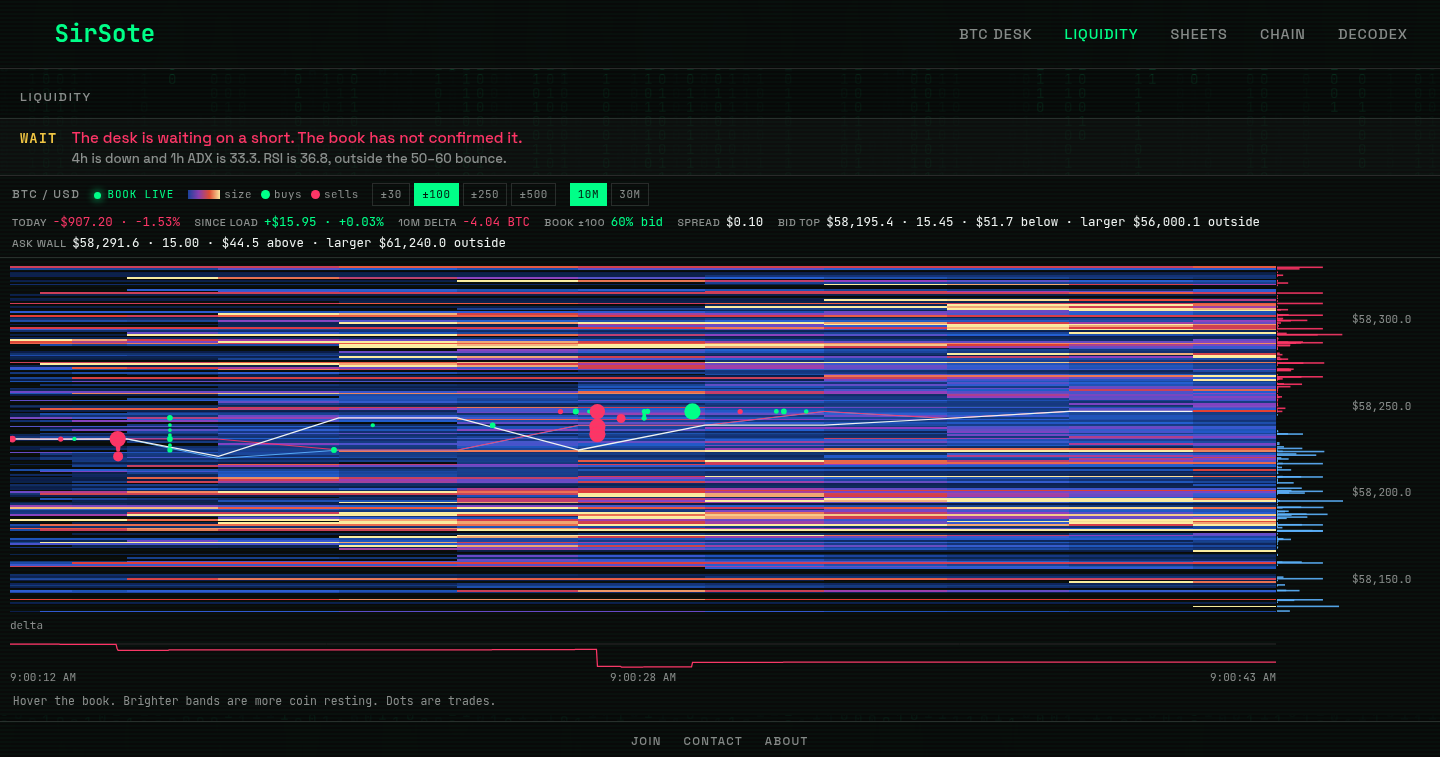 SirSote
BTC DESK LIQUIDITY SHEETS CHAIN DECODEX
LIQUIDITY
WAIT The desk is waiting on a short. The book has not confirmed it.
4h is down and 1h ADX is 33.3. RSI is 36.8, outside the 50–60 bounce.
BTC / USD BOOK LIVE size buys sells ±30 ±100 ±250 ±500 10M 30M
TODAY -$907.20 · -1.53% SINCE LOAD +$15.95 · +0.03% 10M DELTA -4.04 BTC BOOK ±100 60% bid SPREAD $0.10 BID TOP $58,195.4 · 15.45 · $51.7 below · larger $56,000.1 outside
ASK WALL $58,291.6 · 15.00 · $44.5 above · larger $61,240.0 outside
$58,300.0
$58,250.0
$58,200.0
$58,150.0
delta
9:00:12 AM 9:00:28 AM 9:00:43 AM
Hover the book. Brighter bands are more coin resting. Dots are trades.
JOIN CONTACT ABOUT